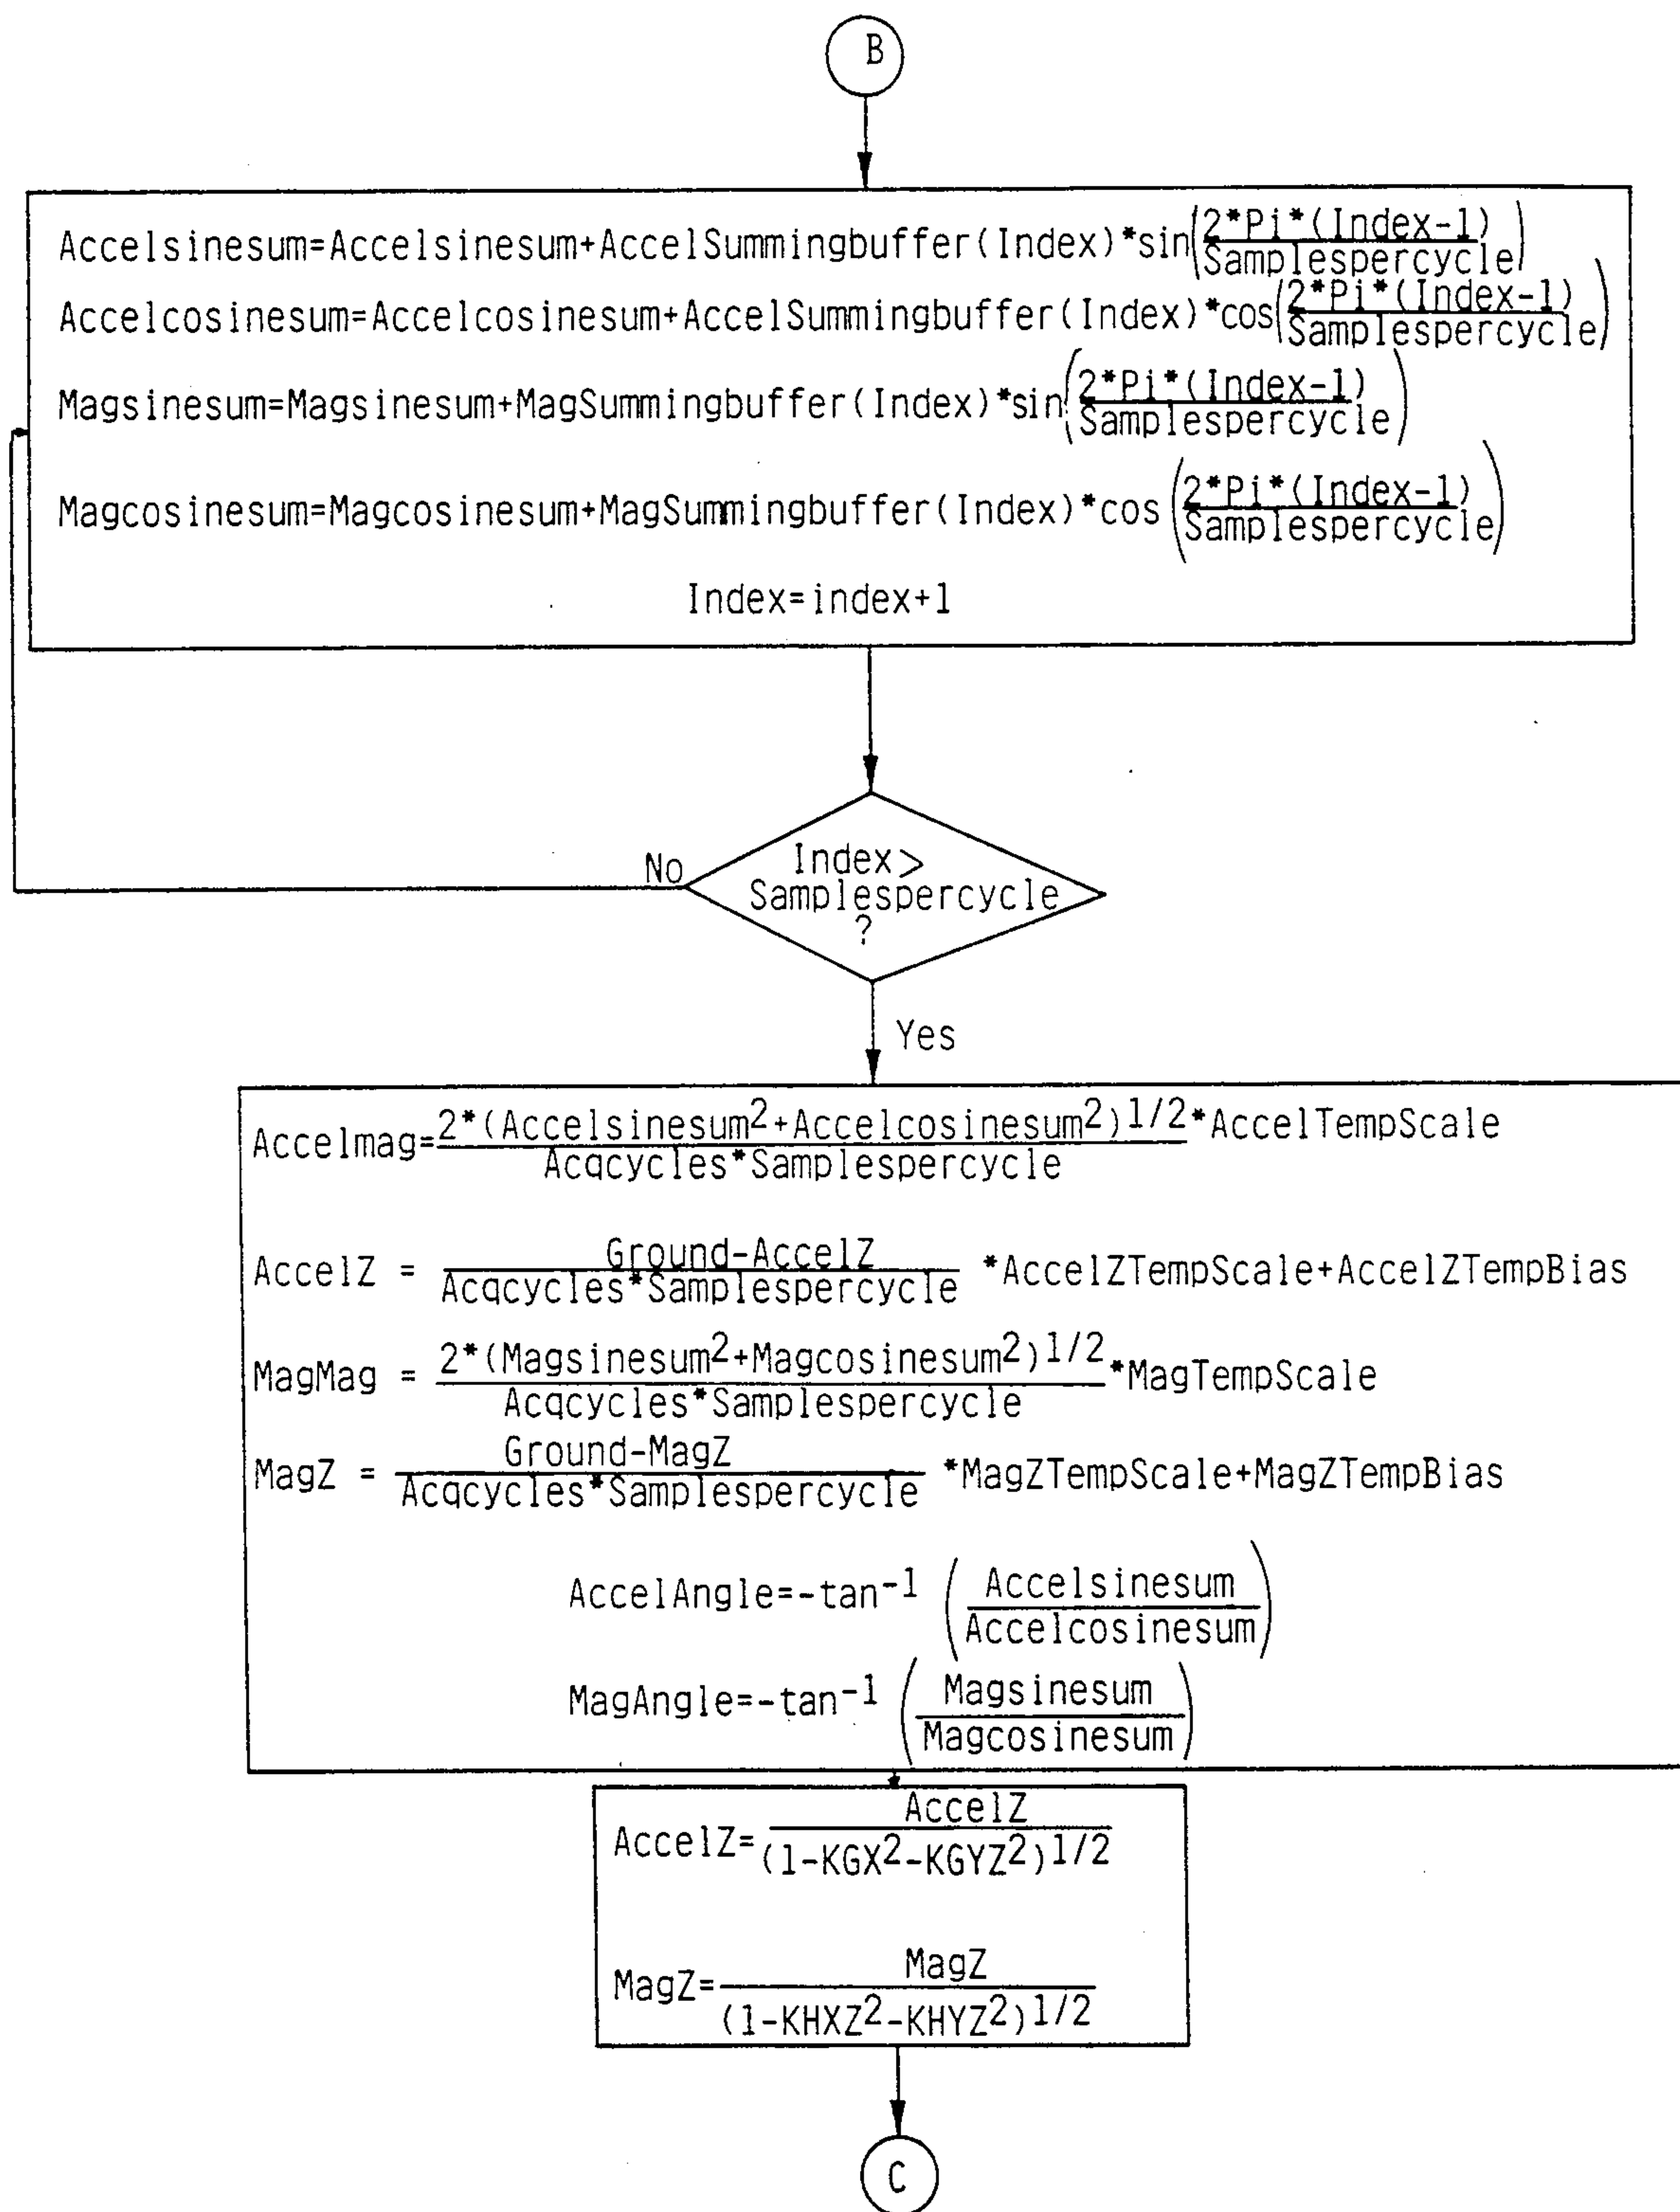 B
Accelsinesum=Accelsinesum+AccelSummingbuffer(Index)*sin(2*Pi*(Index-1)/Samplespercycle)
Accelcosinesum=Accelcosinesum+AccelSummingbuffer(Index)*cos(2*Pi*(Index-1)/Samplespercycle)
Magsinesum=Magsinesum+MagSummingbuffer(Index)*sin(2*Pi*(Index-1)/Samplespercycle)
Magcosinesum=Magcosinesum+MagSummingbuffer(Index)*cos(2*Pi*(Index-1)/Samplespercycle)
Index=index+1
No
Index>
Samplespercycle
?
Yes
Accelmag=2*(Accelsinesum²+Accelcosinesum²)1/2/Acqcycles*Samplespercycle*AccelTempScale
AccelZ = Ground-AccelZ/Acqcycles*Samplespercycle *AccelZTempScale+AccelZTempBias
MagMag = 2*(Magsinesum²+Magcosinesum²)1/2/Acqcycles*Samplespercycle*MagTempScale
MagZ = Ground-MagZ/Acqcycles*Samplespercycle *MagZTempScale+MagZTempBias
AccelAngle=-tan⁻¹ (Accelsinesum/Accelcosinesum)
MagAngle=-tan⁻¹ (Magsinesum/Magcosinesum)
AccelZ=AccelZ/(1-KGX²-KGYZ²)1/2
MagZ=MagZ/(1-KHXZ²-KHYZ²)1/2
C